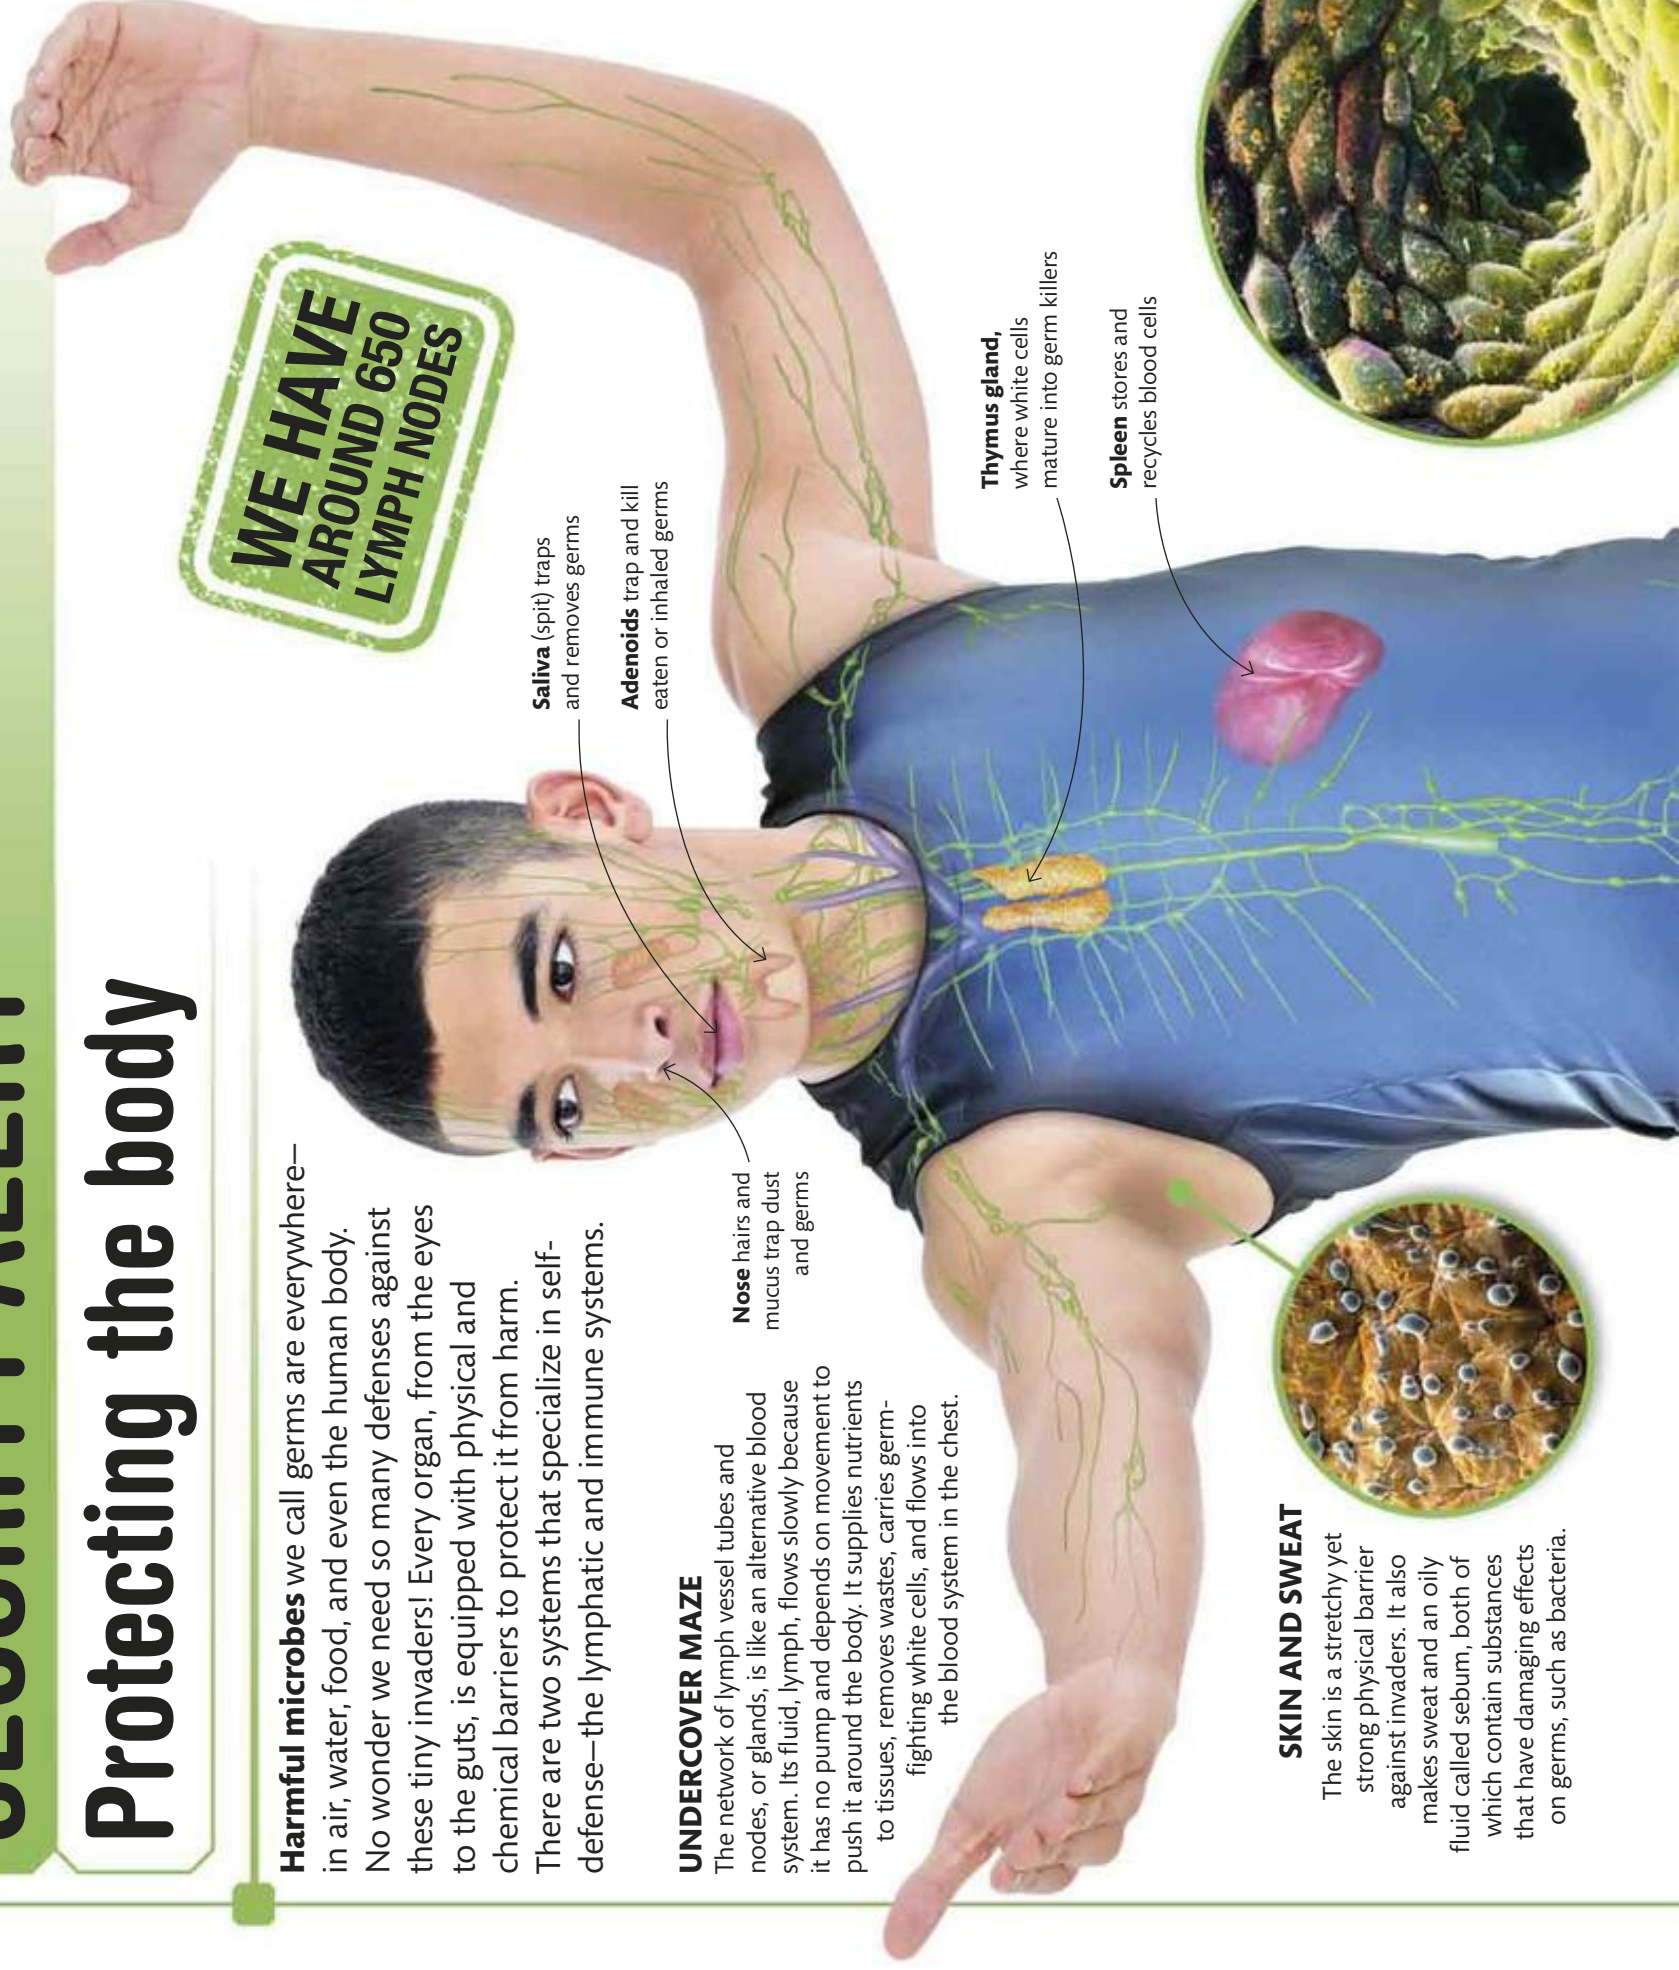 Protecting the body
Harmful microbes we call germs are everywhere—
in air, water, food, and even the human body.
No wonder we need so many defenses against
these tiny invaders! Every organ, from the eyes
to the guts, is equipped with physical and
chemical barriers to protect it from harm.
There are two systems that specialize in self-
defense—the lymphatic and immune systems.
UNDERCOVER MAZE
The network of lymph vessel tubes and
nodes, or glands, is like an alternative blood
system. Its fluid, lymph, flows slowly because
it has no pump and depends on movement to
push it around the body. It supplies nutrients
to tissues, removes wastes, carries germ-
fighting white cells, and flows into
the blood system in the chest.
SKIN AND SWEAT
The skin is a stretchy yet
strong physical barrier
against invaders. It also
makes sweat and an oily
fluid called sebum, both of
which contain substances
that have damaging effects
on germs, such as bacteria.
Nose hairs and
mucus trap dust
and germs
Saliva (spit) traps
and removes germs
Adenoids trap and kill
eaten or inhaled germs
WE HAVE
AROUND 650
LYMPH NODES
Thymus gland,
where white cells
mature into germ killers
Spleen stores and
recycles blood cells